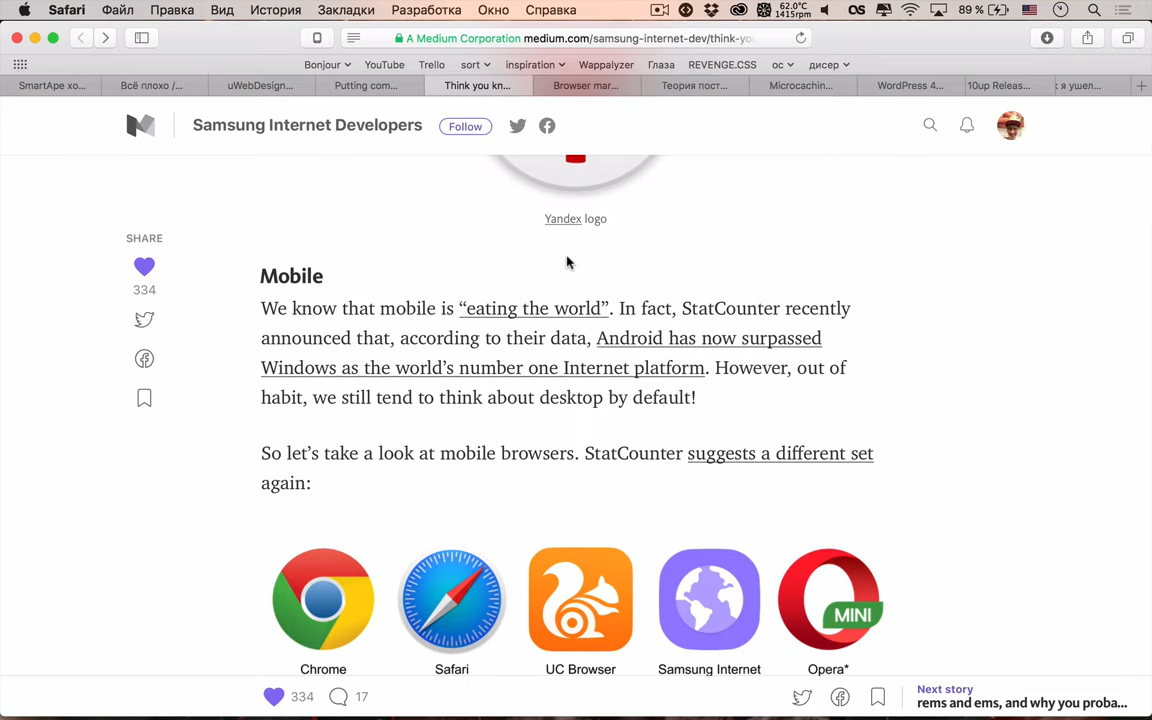 Safari Файл Правка Вид История Закладки Разработка Окно Справка 62.0°C 1415rpm 89 %
A Medium Corporation medium.com/samsung-internet-dev/think-yo
Bonjour YouTube Trello sort inspiration Wappalyzer Глаза REVENGE.CSS ос дисер
SmartApe хо... Всё плохо /... uWebDesign... Putting com... Think you kn... Browser mar... Теория пост... Microcachin... WordPress 4... 10up Releas... к я ушел...
Samsung Internet Developers Follow
Yandex logo
SHARE
334
Mobile
We know that mobile is “eating the world”. In fact, StatCounter recently
announced that, according to their data, Android has now surpassed
Windows as the world’s number one Internet platform. However, out of
habit, we still tend to think about desktop by default!
So let’s take a look at mobile browsers. StatCounter suggests a different set
again:
MINI
Chrome Safari UC Browser Samsung Internet Opera*
334 17
Next story
rems and ems, and why you proba...